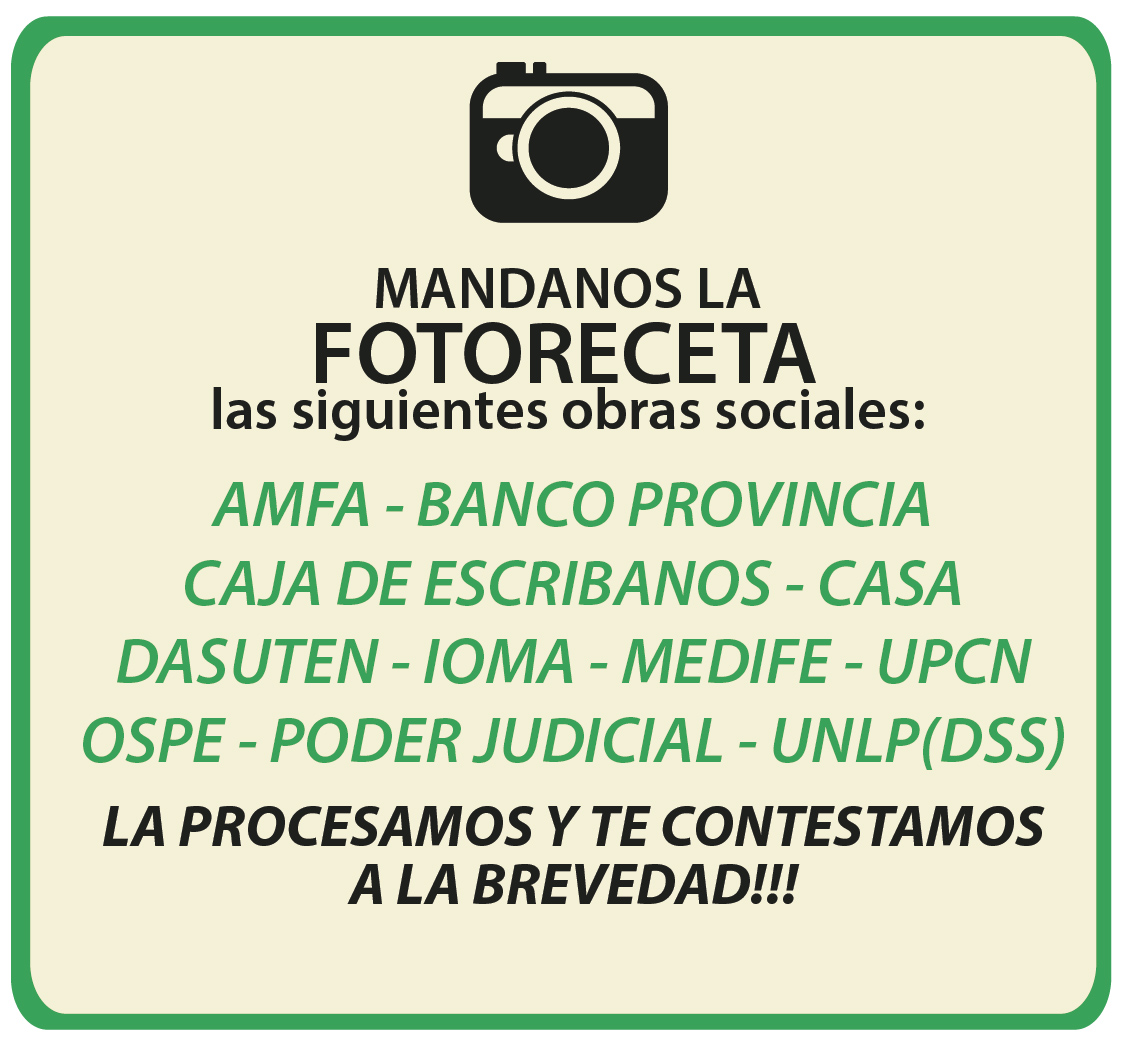 MANDANOS LA
FOTORECETA
las siguientes obras sociales:
AMFA - BANCO PROVINCIA
CAJA DE ESCRIBANOS - CASA
DASUTEN - IOMA - MEDIFE - UPCN
OSPE - PODER JUDICIAL - UNLP(DSS)
LA PROCESAMOS Y TE CONTESTAMOS
A LA BREVEDAD!!!